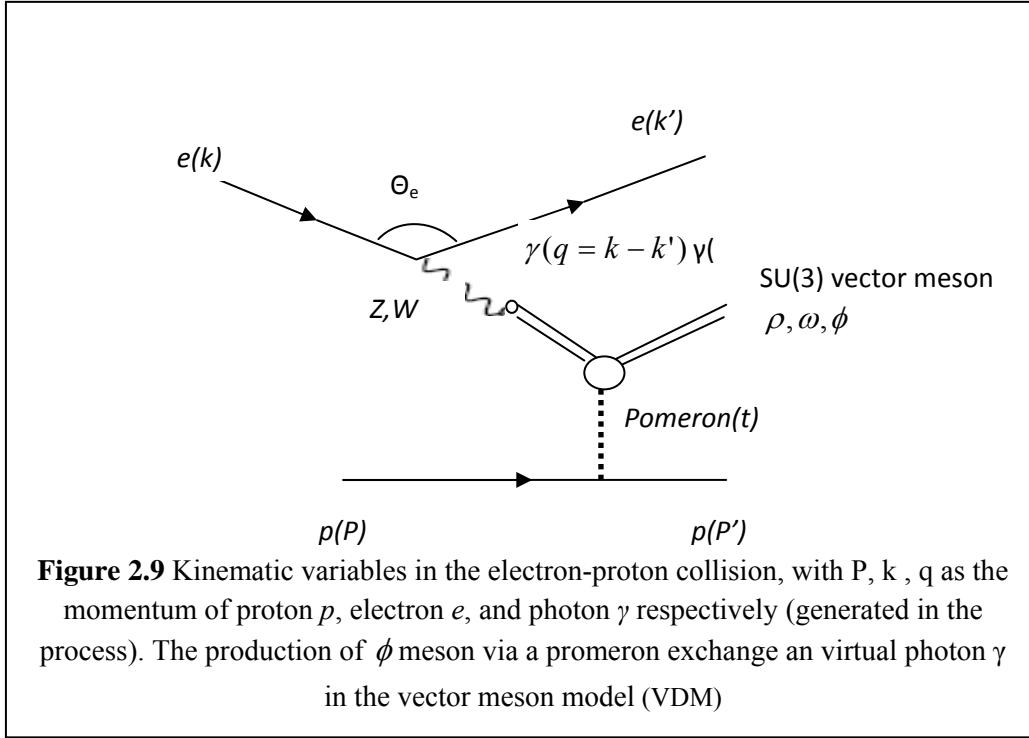 e(k')
e(k)
Θe
γ(q = k − k') γ(
SU(3) vector meson
Z,W
ρ, ω, ϕ
Pomeron(t)
p(P)
p(P')
Figure 2.9 Kinematic variables in the electron-proton collision, with P, k , q as the
momentum of proton p, electron e, and photon γ respectively (generated in the
process). The production of ϕ meson via a promeron exchange an virtual photon γ
in the vector meson model (VDM)